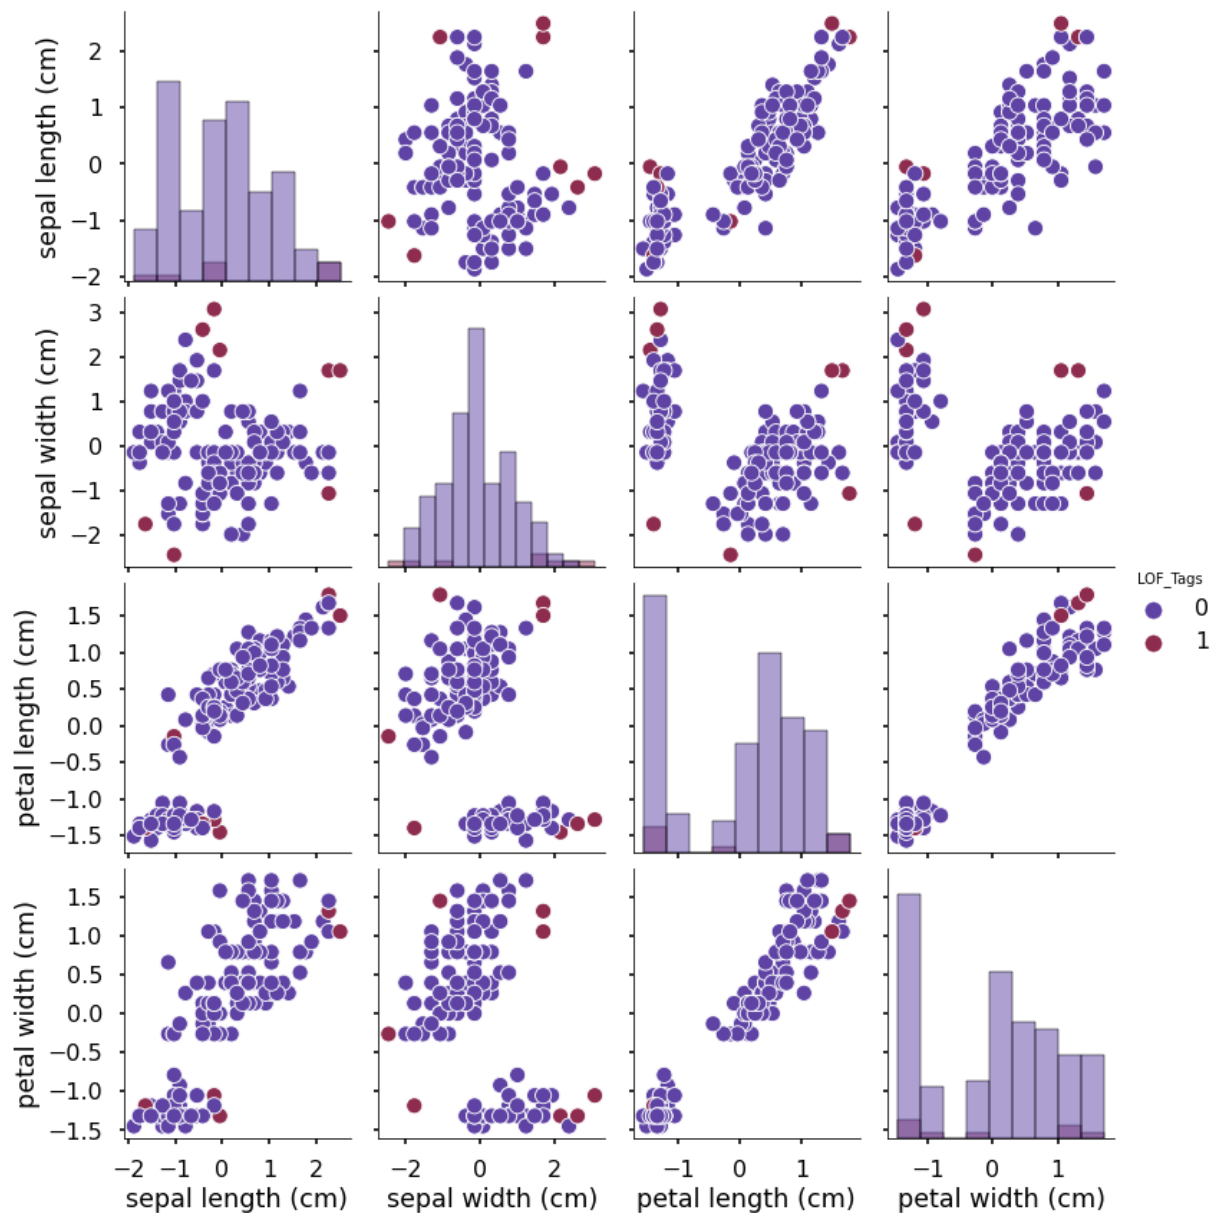 sepal length (cm)
2
1
0
−1
−2
sepal width (cm)
3
2
1
0
−1
−2
petal length (cm)
1.5
1.0
0.5
0.0
−0.5
−1.0
−1.5
LOF_Tags
0
1
petal width (cm)
1.5
1.0
0.5
0.0
−0.5
−1.0
−1.5
−2 −1 0 1 2
−2 0 2
−1 0 1
−1 0 1
sepal length (cm)
sepal width (cm)
petal length (cm)
petal width (cm)